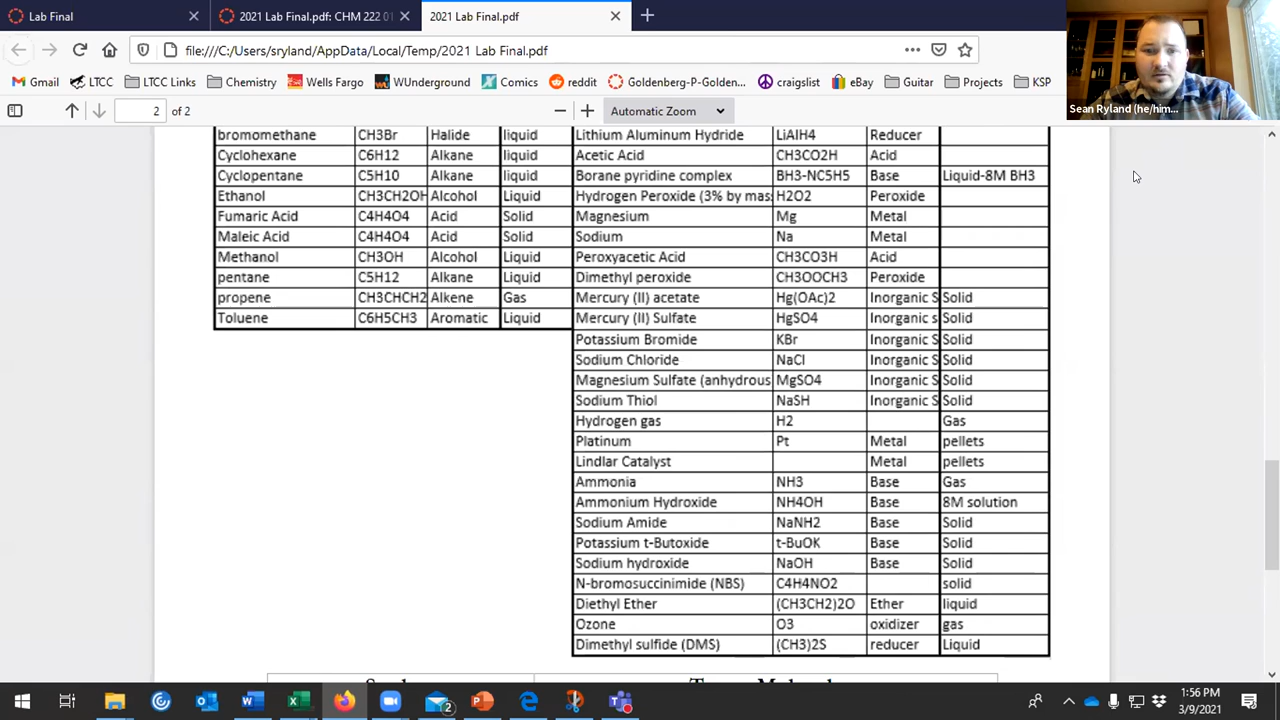 Lab Final
2021 Lab Final.pdf: CHM 222 01
2021 Lab Final.pdf
file:///C:/Users/sryland/AppData/Local/Temp/2021 Lab Final.pdf
Gmail LTCC LTCC Links Chemistry Wells Fargo WUnderground Comics reddit Goldenberg-P-Golden... craigslist eBay Guitar Projects KSP
Sean Ryland (he/him...
2 of 2 Automatic Zoom
bromomethane CH3Br Halide liquid Lithium Aluminum Hydride LiAlH4 Reducer
Cyclohexane C6H12 Alkane liquid Acetic Acid CH3CO2H Acid
Cyclopentane C5H10 Alkane liquid Borane pyridine complex BH3-NC5H5 Base Liquid-8M BH3
Ethanol CH3CH2OH Alcohol Liquid Hydrogen Peroxide (3% by mass H2O2 Peroxide
Fumaric Acid C4H4O4 Acid Solid Magnesium Mg Metal
Maleic Acid C4H4O4 Acid Solid Sodium Na Metal
Methanol CH3OH Alcohol Liquid Peroxyacetic Acid CH3CO3H Acid
pentane C5H12 Alkane Liquid Dimethyl peroxide CH3OOCH3 Peroxide
propene CH3CHCH2 Alkene Gas Mercury (II) acetate Hg(OAc)2 Inorganic S Solid
Toluene C6H5CH3 Aromatic Liquid Mercury (II) Sulfate HgSO4 Inorganic s Solid
Potassium Bromide KBr Inorganic S Solid
Sodium Chloride NaCl Inorganic S Solid
Magnesium Sulfate (anhydrous MgSO4 Inorganic S Solid
Sodium Thiol NaSH Inorganic S Solid
Hydrogen gas H2 Gas
Platinum Pt Metal pellets
Lindlar Catalyst Metal pellets
Ammonia NH3 Base Gas
Ammonium Hydroxide NH4OH Base 8M solution
Sodium Amide NaNH2 Base Solid
Potassium t-Butoxide t-BuOK Base Solid
Sodium hydroxide NaOH Base Solid
N-bromosuccinimide (NBS) C4H4NO2 solid
Diethyl Ether (CH3CH2)2O Ether liquid
Ozone O3 oxidizer gas
Dimethyl sulfide (DMS) (CH3)2S reducer Liquid
2
1:56 PM
3/9/2021